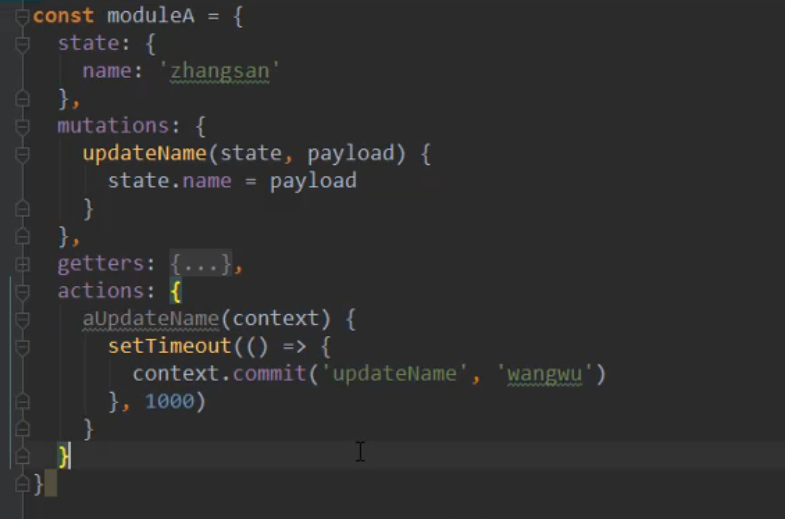 const moduleA = {
  state: {
    name: 'zhangsan'
  },
  mutations: {
    updateName(state, payload) {
      state.name = payload
    }
  },
  getters: {...},
  actions: {
    aUpdateName(context) {
      setTimeout(() => {
        context.commit('updateName', 'wangwu')
      }, 1000)
    }
  }
}